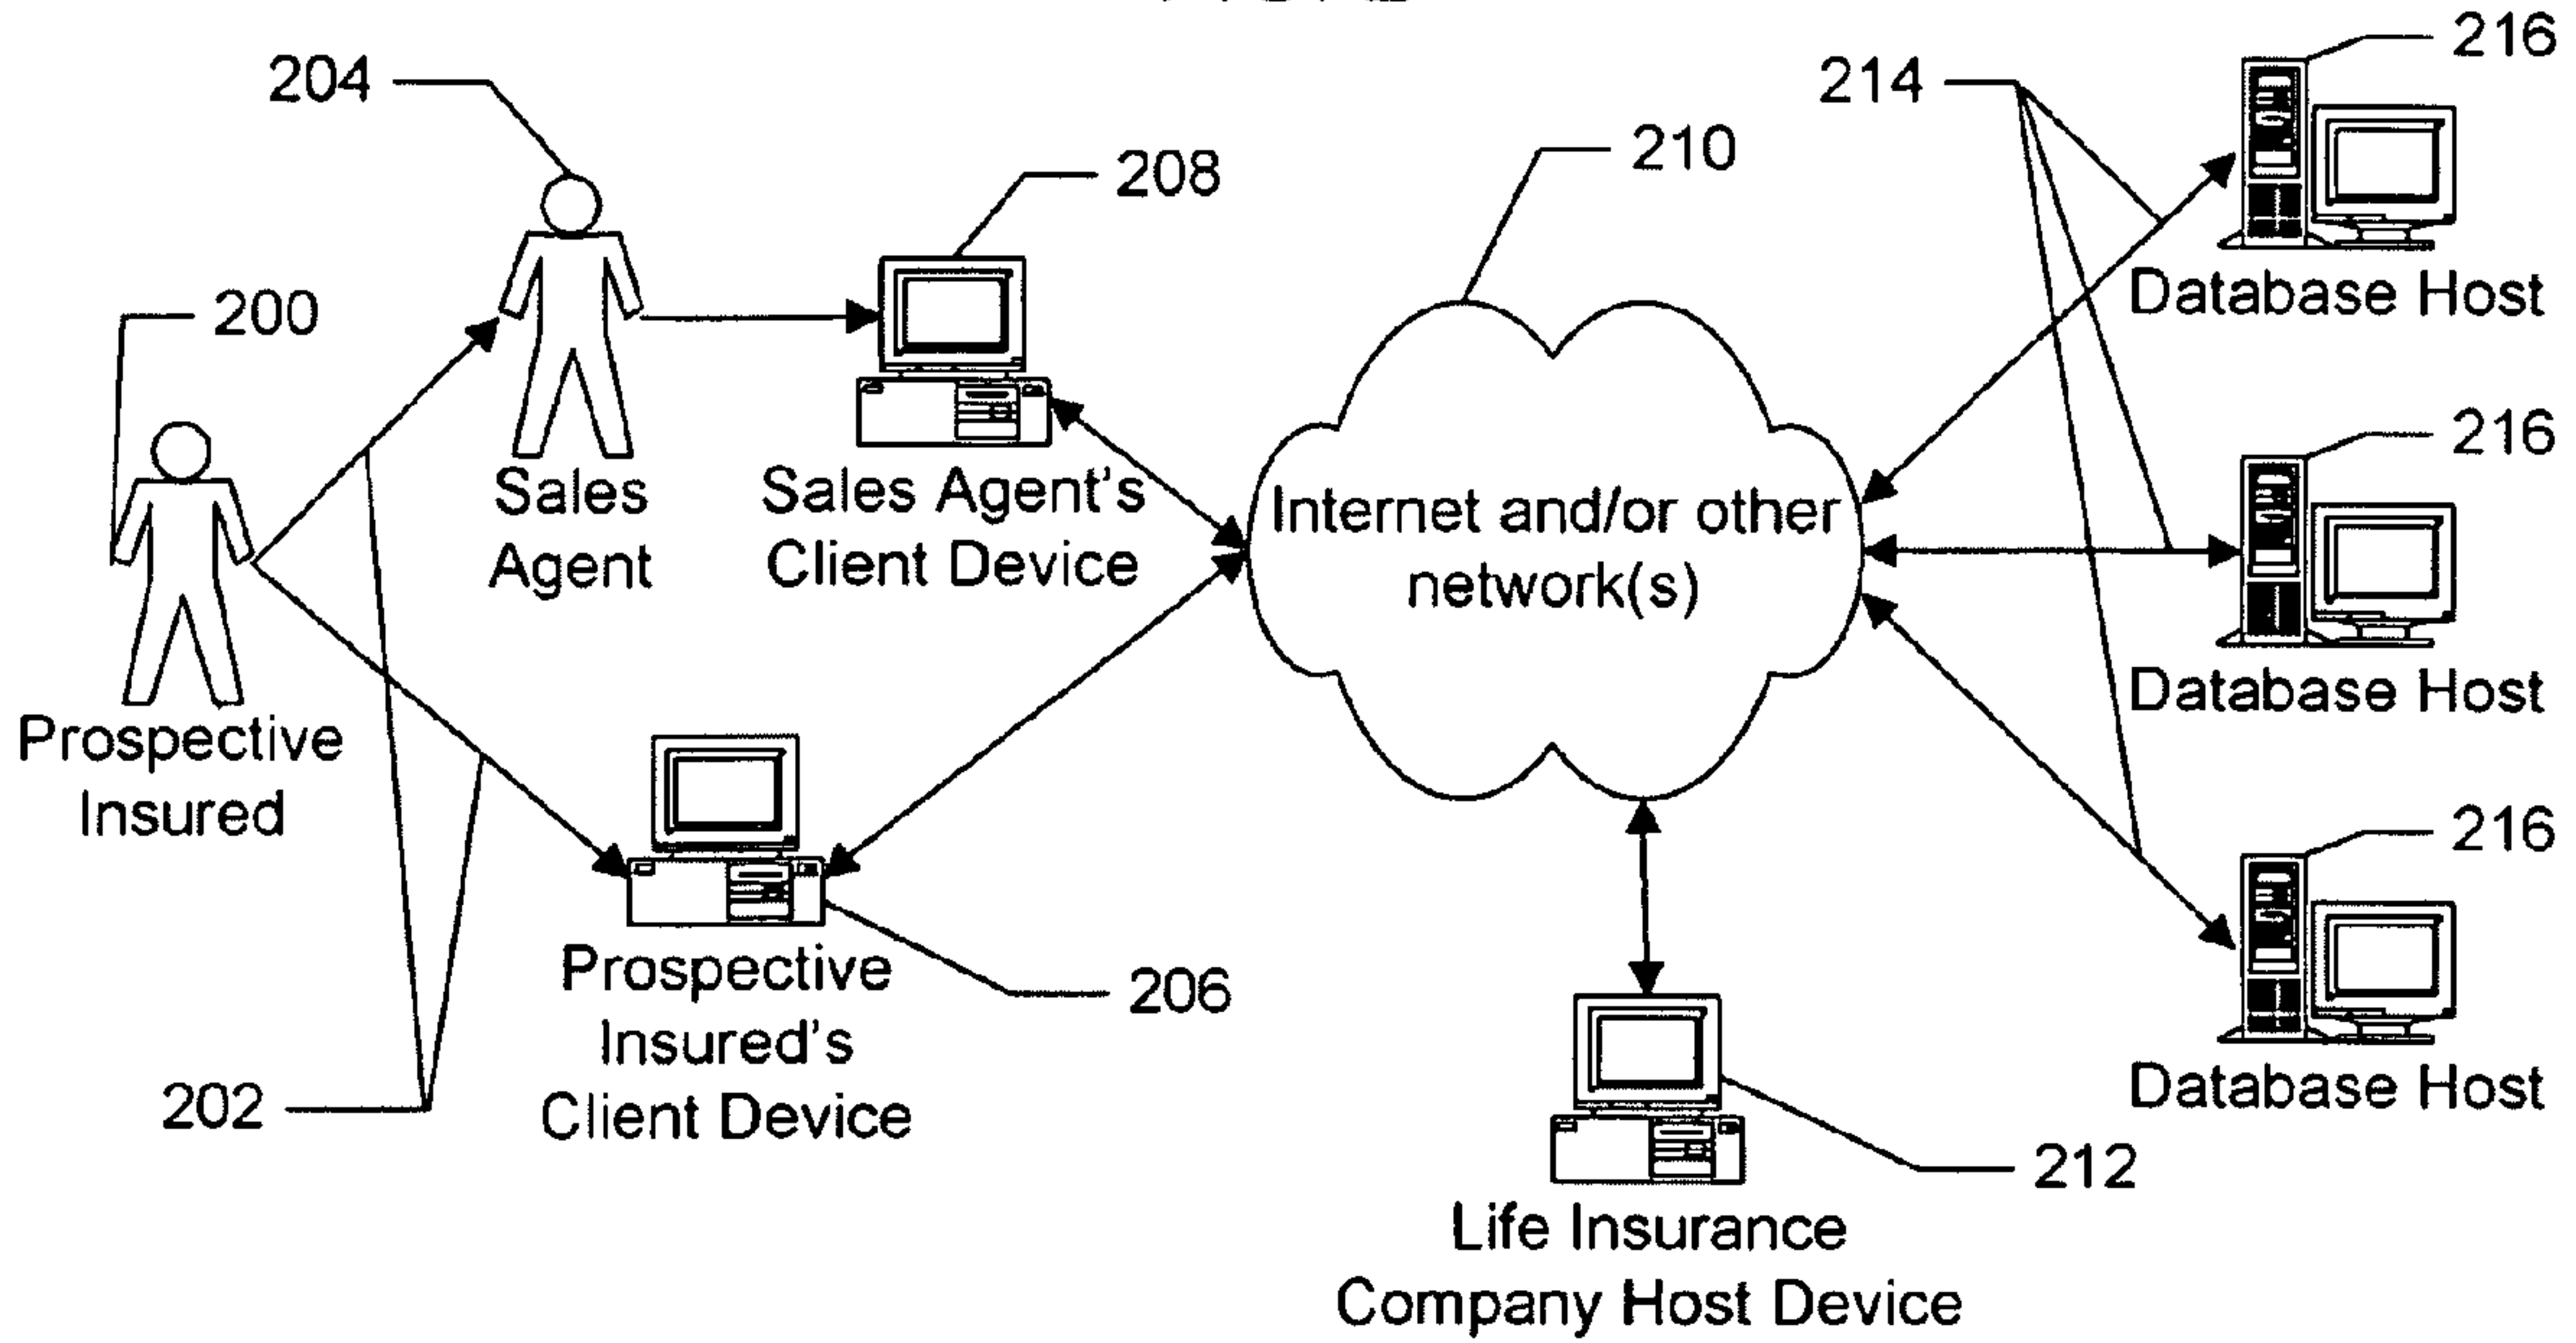 216
204
214
208
210
200
Database Host
216
Sales
Agent
Sales Agent's
Client Device
Internet and/or other
network(s)
Prospective
Insured
Database Host
216
Prospective
Insured's
Client Device
206
202
Database Host
212
Life Insurance
Company Host Device